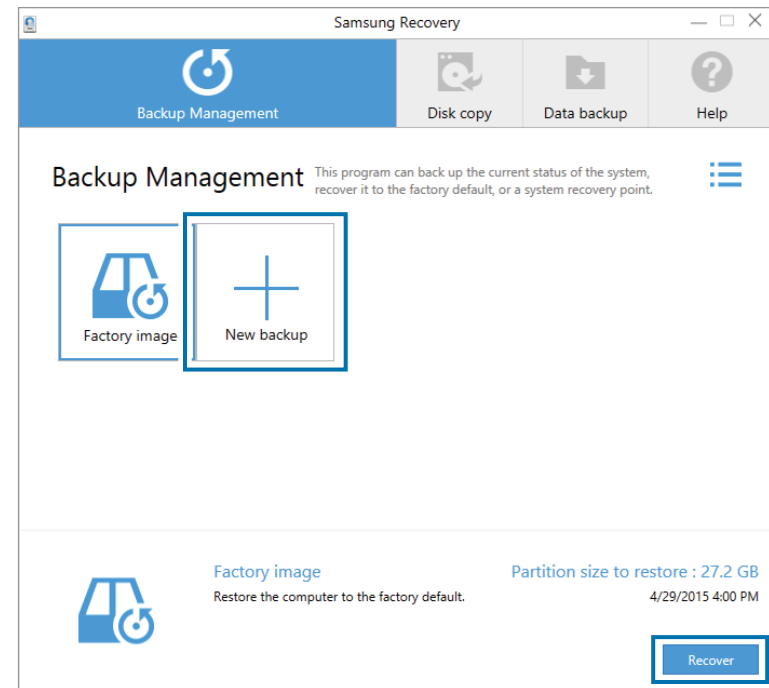 Samsung Recovery
Backup Management
Disk copy
Data backup
Help
Backup Management
This program can back up the current status of the system,
recover it to the factory default, or a system recovery point.
Factory image
New backup
Factory image
Partition size to restore : 27.2 GB
Restore the computer to the factory default.
4/29/2015 4:00 PM
Recover